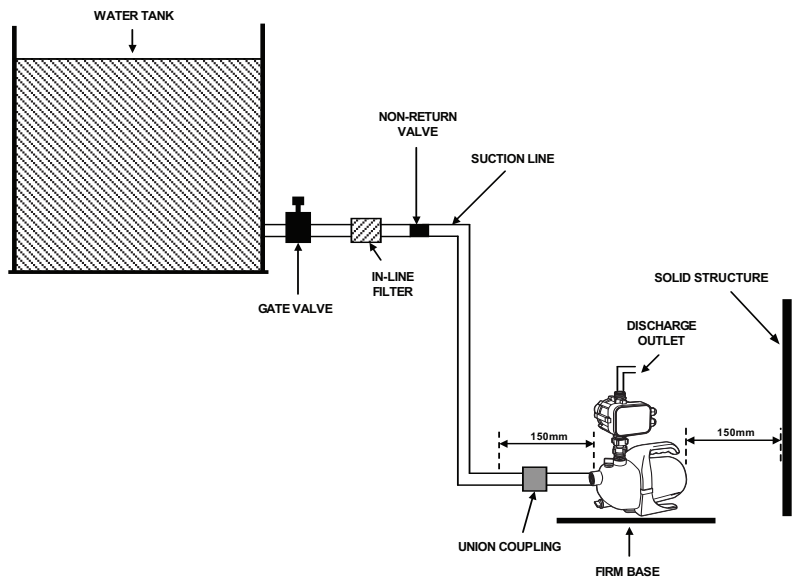 WATER TANK
NON-RETURN
VALVE
SUCTION LINE
IN-LINE
FILTER
GATE VALVE
SOLID STRUCTURE
DISCHARGE
OUTLET
150mm
150mm
UNION COUPLING
FIRM BASE